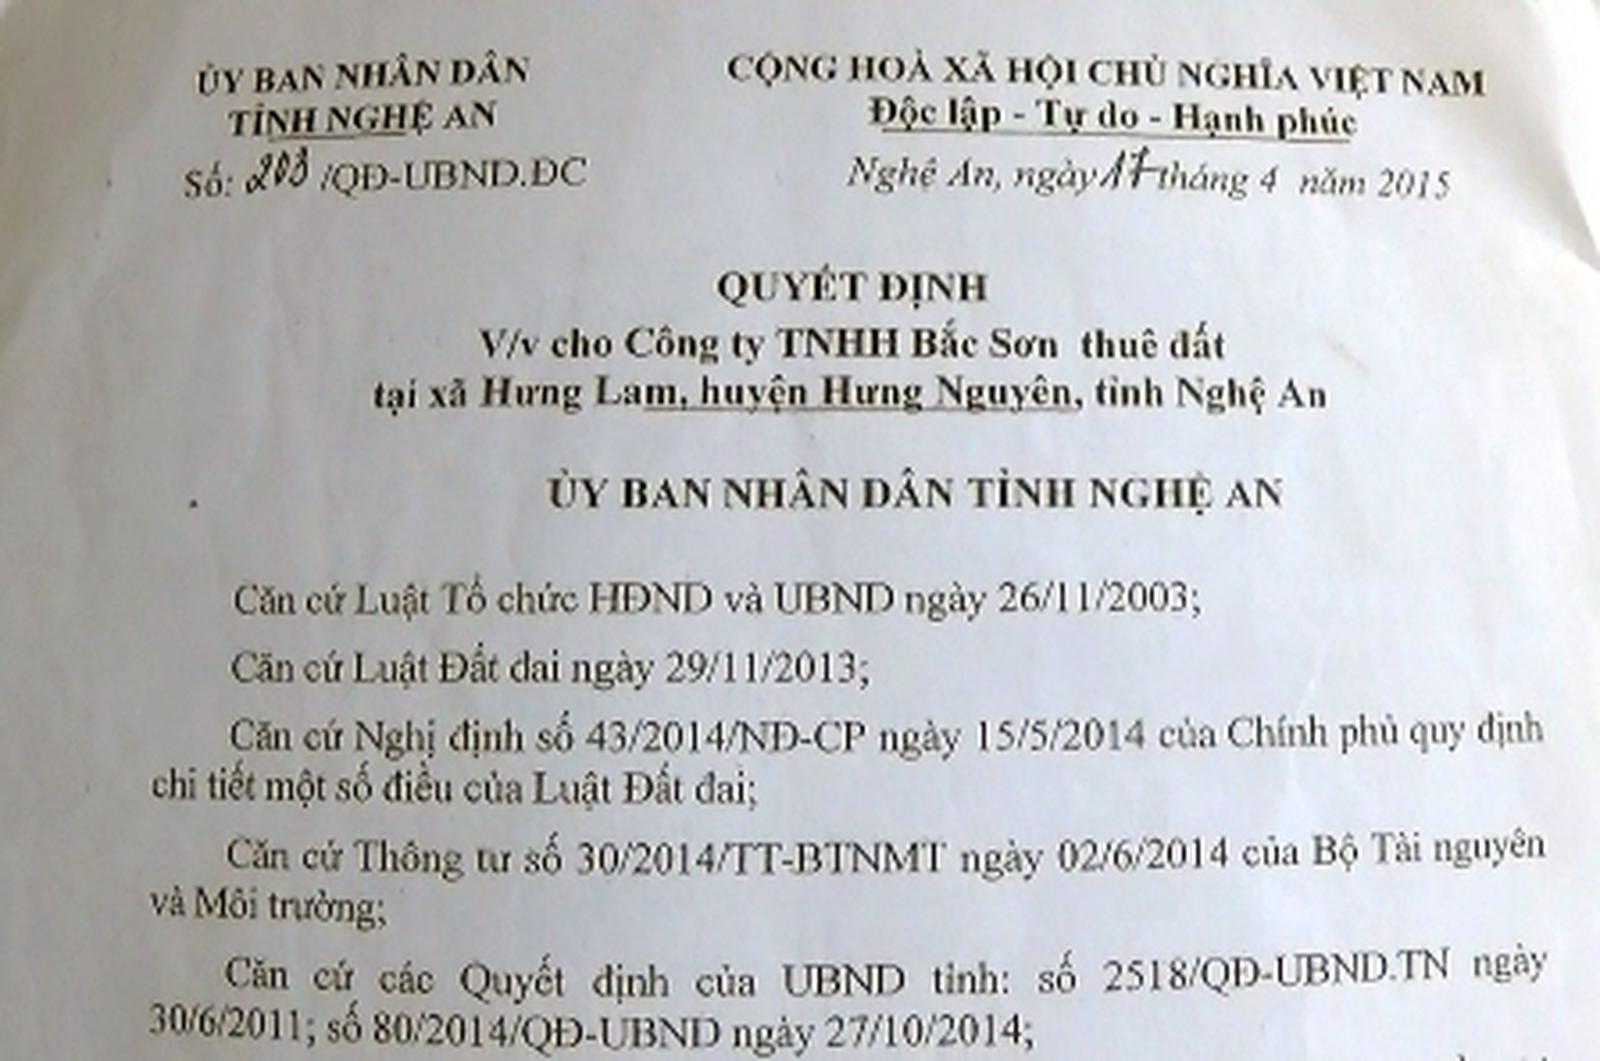 ỦY BAN NHÂN DÂN
TỈNH NGHỆ AN
Số: 203 /QĐ-UBND.ĐC
CỘNG HOÀ XÃ HỘI CHỦ NGHĨA VIỆT NAM
Độc lập - Tự do - Hạnh phúc
Nghệ An, ngày 17 tháng 4 năm 2015
QUYẾT ĐỊNH
V/v cho Công ty TNHH Bắc Sơn thuê đất
tại xã Hưng Lam, huyện Hưng Nguyên, tỉnh Nghệ An
ỦY BAN NHÂN DÂN TỈNH NGHỆ AN
Căn cứ Luật Tổ chức HĐND và UBND ngày 26/11/2003;
Căn cứ Luật Đất đai ngày 29/11/2013;
Căn cứ Nghị định số 43/2014/NĐ-CP ngày 15/5/2014 của Chính phủ quy định
chi tiết một số điều của Luật Đất đai;
Căn cứ Thông tư số 30/2014/TT-BTNMT ngày 02/6/2014 của Bộ Tài nguyên
và Môi trường;
Căn cứ các Quyết định của UBND tỉnh: số 2518/QĐ-UBND.TN ngày
30/6/2011; số 80/2014/QĐ-UBND ngày 27/10/2014;